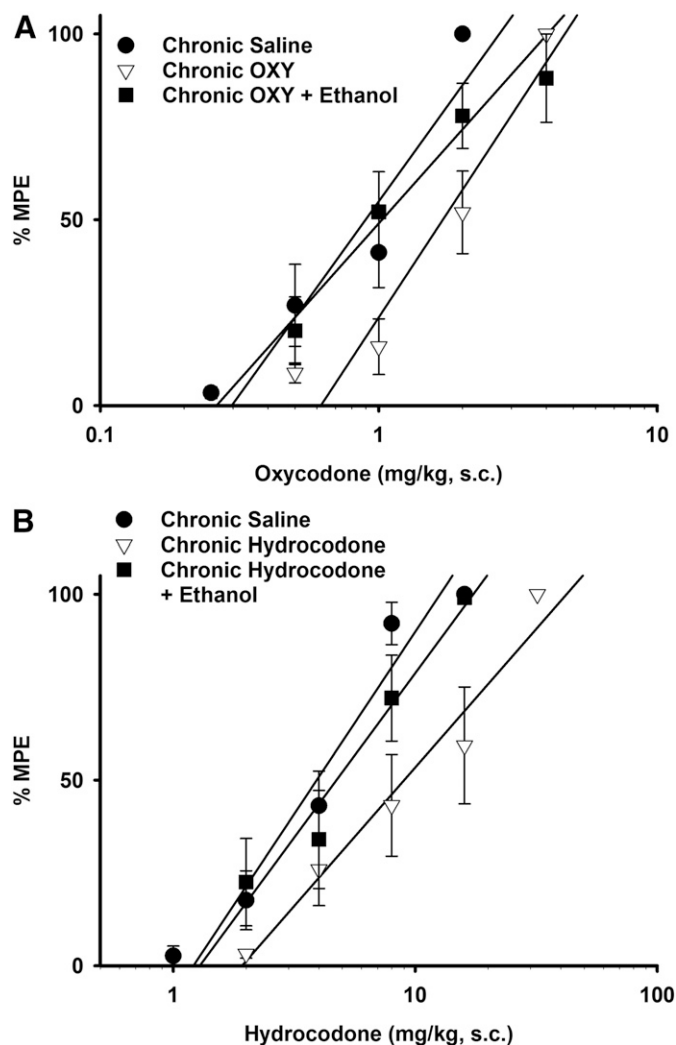 A
Chronic Saline
Chronic OXY
Chronic OXY + Ethanol
100
50
0
% MPE
0.1 1 10
Oxycodone (mg/kg, s.c.)
B
Chronic Saline
Chronic Hydrocodone
Chronic Hydrocodone
+ Ethanol
100
50
0
% MPE
1 10 100
Hydrocodone (mg/kg, s.c.)